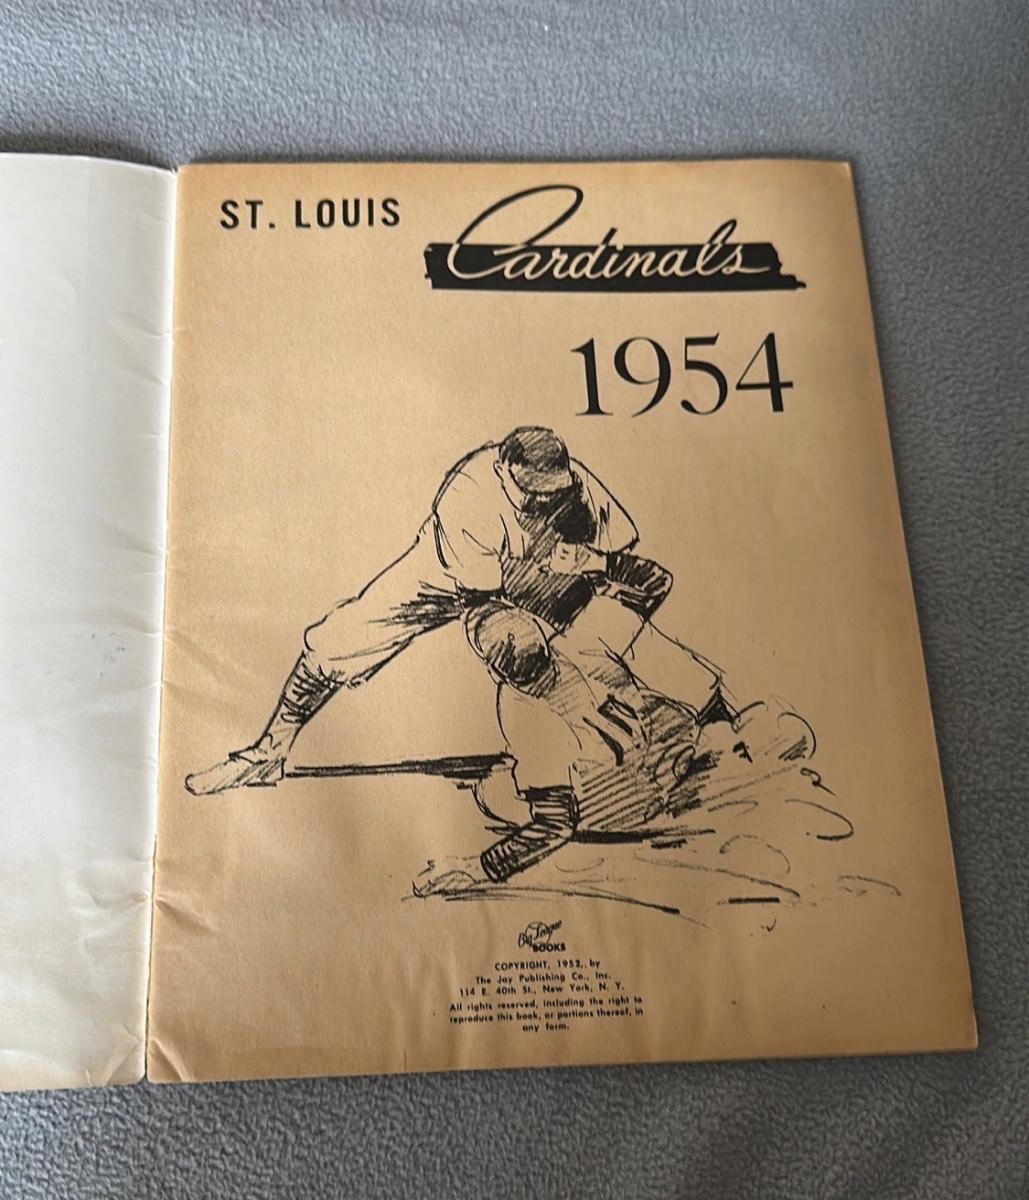 ST. LOUIS
Cardinals
1954
Big League
BOOKS
COPYRIGHT, 1952, by
The Jay Publishing Co., Inc.
114 E. 40th St., New York, N. Y.
All rights reserved, including the right to
reproduce this book, or portions thereof, in
any form.